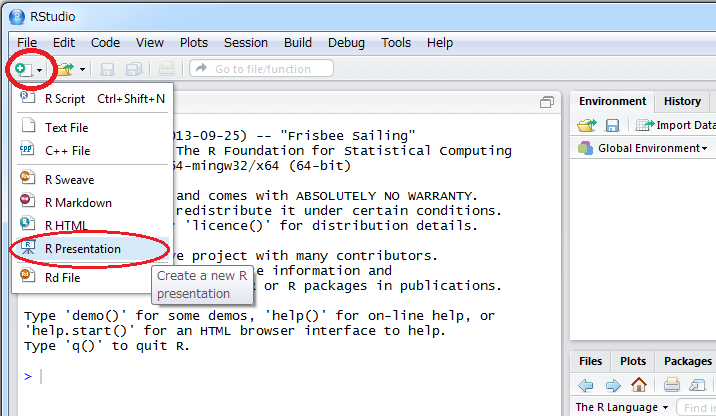 RStudio
File Edit Code View Plots Session Build Debug Tools Help
Go to file/function
R Script Ctrl+Shift+N
Text File
C++ File
R Sweave
R Markdown
R HTML
R Presentation
Rd File
Create a new R
presentation
013-09-25) -- "Frisbee Sailing"
The R Foundation for Statistical Computing
64-mingw32/x64 (64-bit)
and comes with ABSOLUTELY NO WARRANTY.
redistribute it under certain conditions.
'licence()' for distribution details.
ve project with many contributors.
e information and
R or R packages in publications.
Type 'demo()' for some demos, 'help()' for on-line help, or
'help.start()' for an HTML browser interface to help.
Type 'q()' to quit R.
>
Environment History
Import Data
Global Environment
Files Plots Packages
The R Language Find in